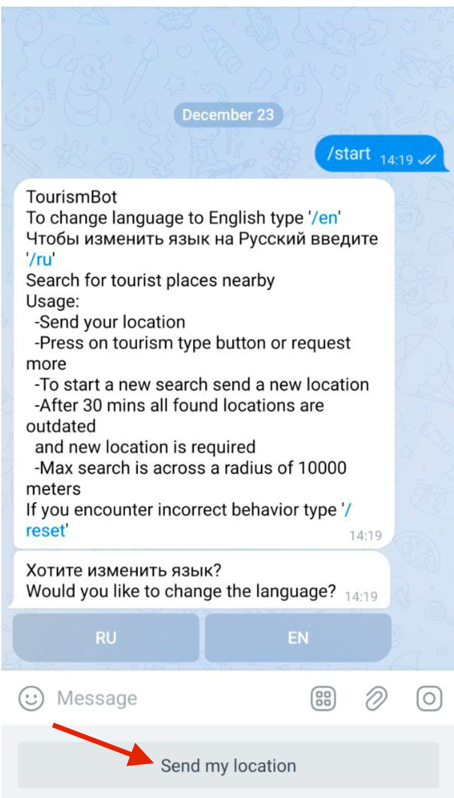 December 23
/start 14:19
TourismBot
To change language to English type '/en'
Чтобы изменить язык на Русский введите
'/ru'
Search for tourist places nearby
Usage:
-Send your location
-Press on tourism type button or request
more
-To start a new search send a new location
-After 30 mins all found locations are
outdated
and new location is required
-Max search is across a radius of 10000
meters
If you encounter incorrect behavior type '/
reset'
14:19
Хотите изменить язык?
Would you like to change the language? 14:19
RU EN
Message
Send my location